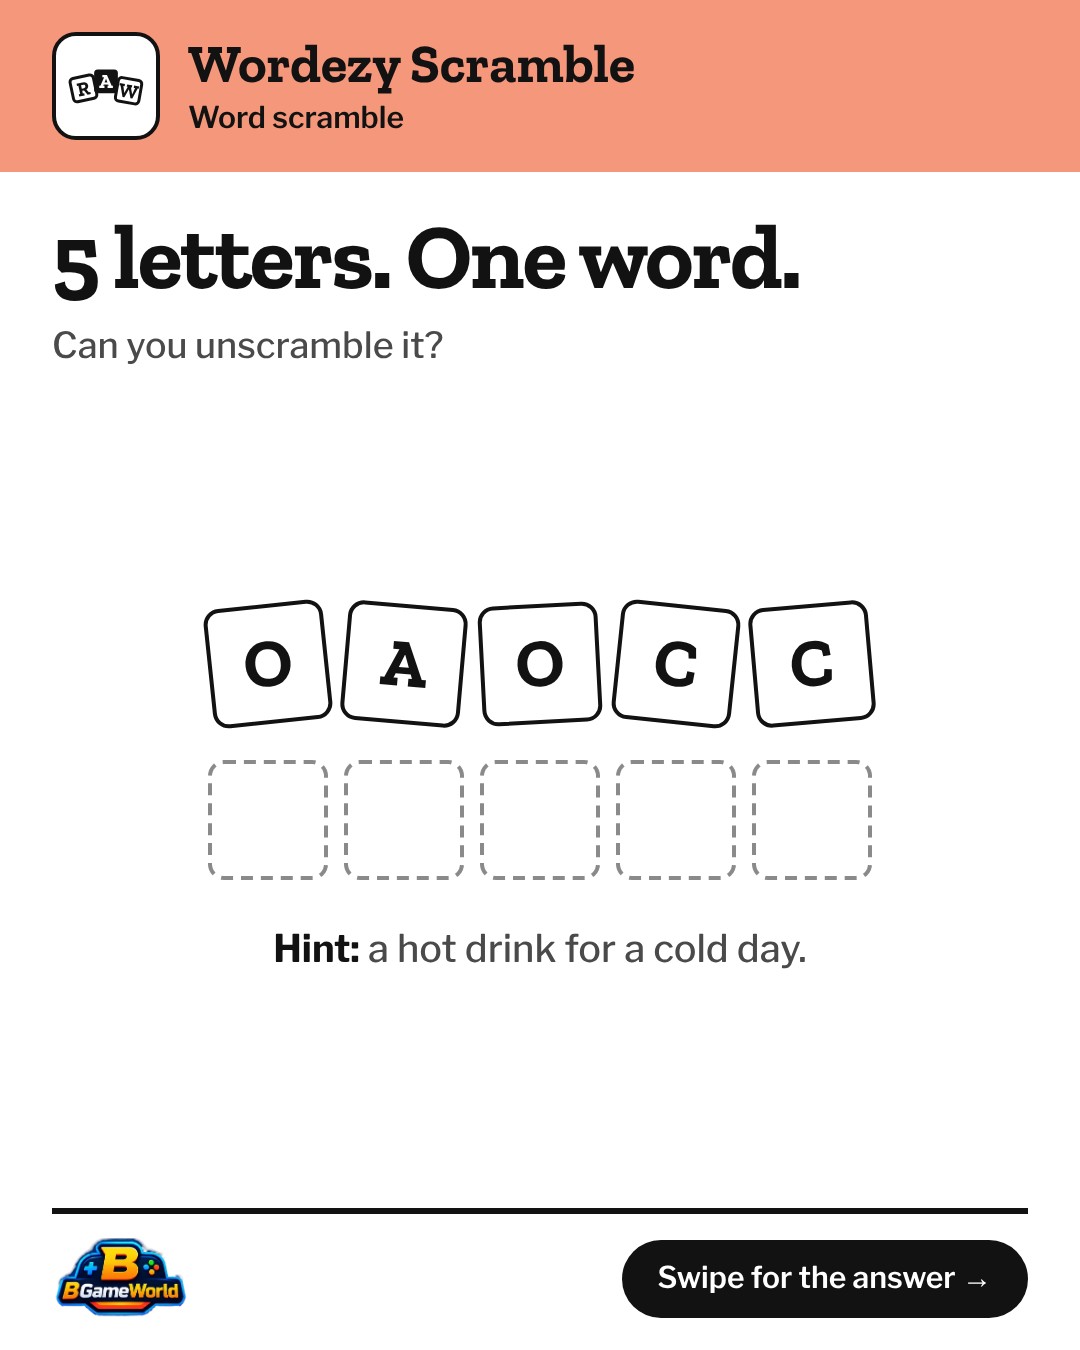 R A W
Wordezy Scramble
Word scramble
5 letters. One word.
Can you unscramble it?
O A O C C
Hint: a hot drink for a cold day.
B
BGameWorld
Swipe for the answer →